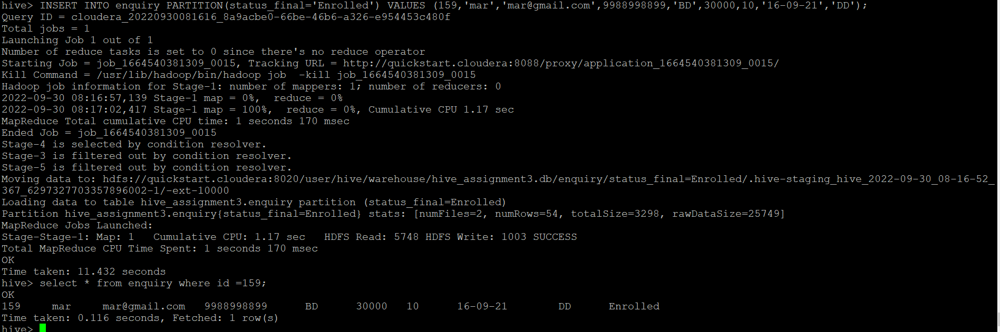 hive> INSERT INTO enquiry PARTITION(status_final='Enrolled') VALUES (159,'mar','mar@gmail.com',9988998899,'BD',30000,10,'16-09-21','DD');
Query ID = cloudera_20220930081616_8a9acbe0-66be-46b6-a326-e954453c480f
Total jobs = 1
Launching Job 1 out of 1
Number of reduce tasks is set to 0 since there's no reduce operator
Starting Job = job_1664540381309_0015, Tracking URL = http://quickstart.cloudera:8088/proxy/application_1664540381309_0015/
Kill Command = /usr/lib/hadoop/bin/hadoop job  -kill job_1664540381309_0015
Hadoop job information for Stage-1: number of mappers: 1; number of reducers: 0
2022-09-30 08:16:57,139 Stage-1 map = 0%,  reduce = 0%
2022-09-30 08:17:02,417 Stage-1 map = 100%,  reduce = 0%, Cumulative CPU 1.17 sec
MapReduce Total cumulative CPU time: 1 seconds 170 msec
Ended Job = job_1664540381309_0015
Stage-4 is selected by condition resolver.
Stage-3 is filtered out by condition resolver.
Stage-5 is filtered out by condition resolver.
Moving data to: hdfs://quickstart.cloudera:8020/user/hive/warehouse/hive_assignment3.db/enquiry/status_final=Enrolled/.hive-staging_hive_2022-09-30_08-16-52_
367_6297327703357896002-1/-ext-10000
Loading data to table hive_assignment3.enquiry partition (status_final=Enrolled)
Partition hive_assignment3.enquiry{status_final=Enrolled} stats: [numFiles=2, numRows=54, totalSize=3298, rawDataSize=25749]
MapReduce Jobs Launched:
Stage-Stage-1: Map: 1   Cumulative CPU: 1.17 sec   HDFS Read: 5748 HDFS Write: 1003 SUCCESS
Total MapReduce CPU Time Spent: 1 seconds 170 msec
OK
Time taken: 11.432 seconds
hive> select * from enquiry where id =159;
OK
159     mar     mar@gmail.com   9988998899      BD      30000   10      16-09-21        DD      Enrolled
Time taken: 0.116 seconds, Fetched: 1 row(s)
hive>